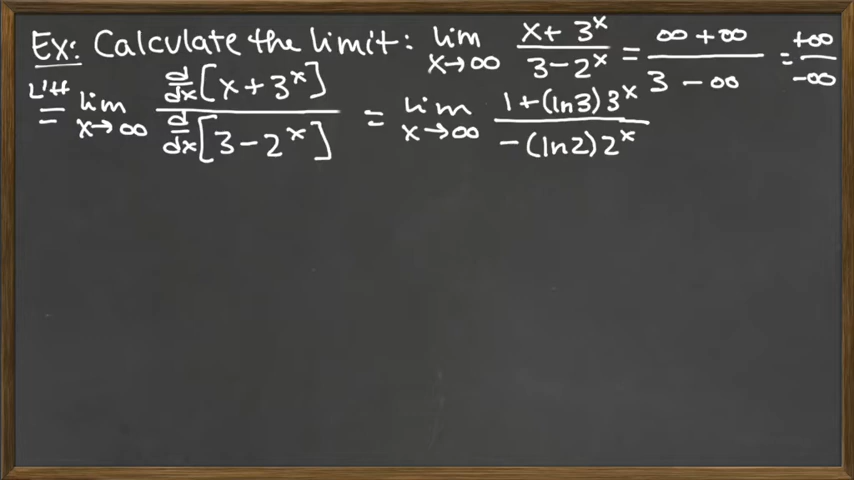 Ex: Calculate the limit: lim x→∞ (x + 3^x)/(3 - 2^x) = (∞ + ∞)/(3 - ∞) = +∞/-∞
L'H = lim x→∞ (d/dx [x + 3^x])/(d/dx [3 - 2^x]) = lim x→∞ (1 + (ln3) 3^x)/(-(ln2) 2^x)